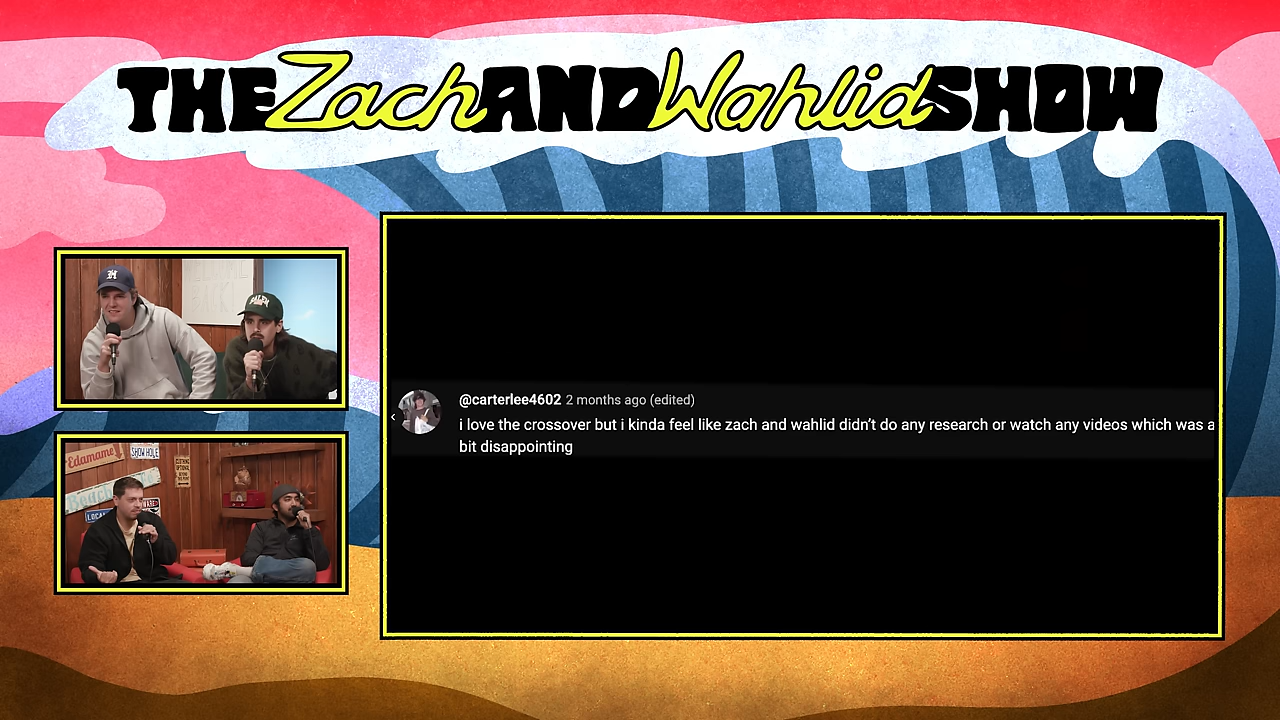 THE Zach AND Wahlid SHOW
Edamame
SHOW HOLE
@carterlee4602 2 months ago (edited)
i love the crossover but i kinda feel like zach and wahlid didn't do any research or watch any videos which was a
bit disappointing